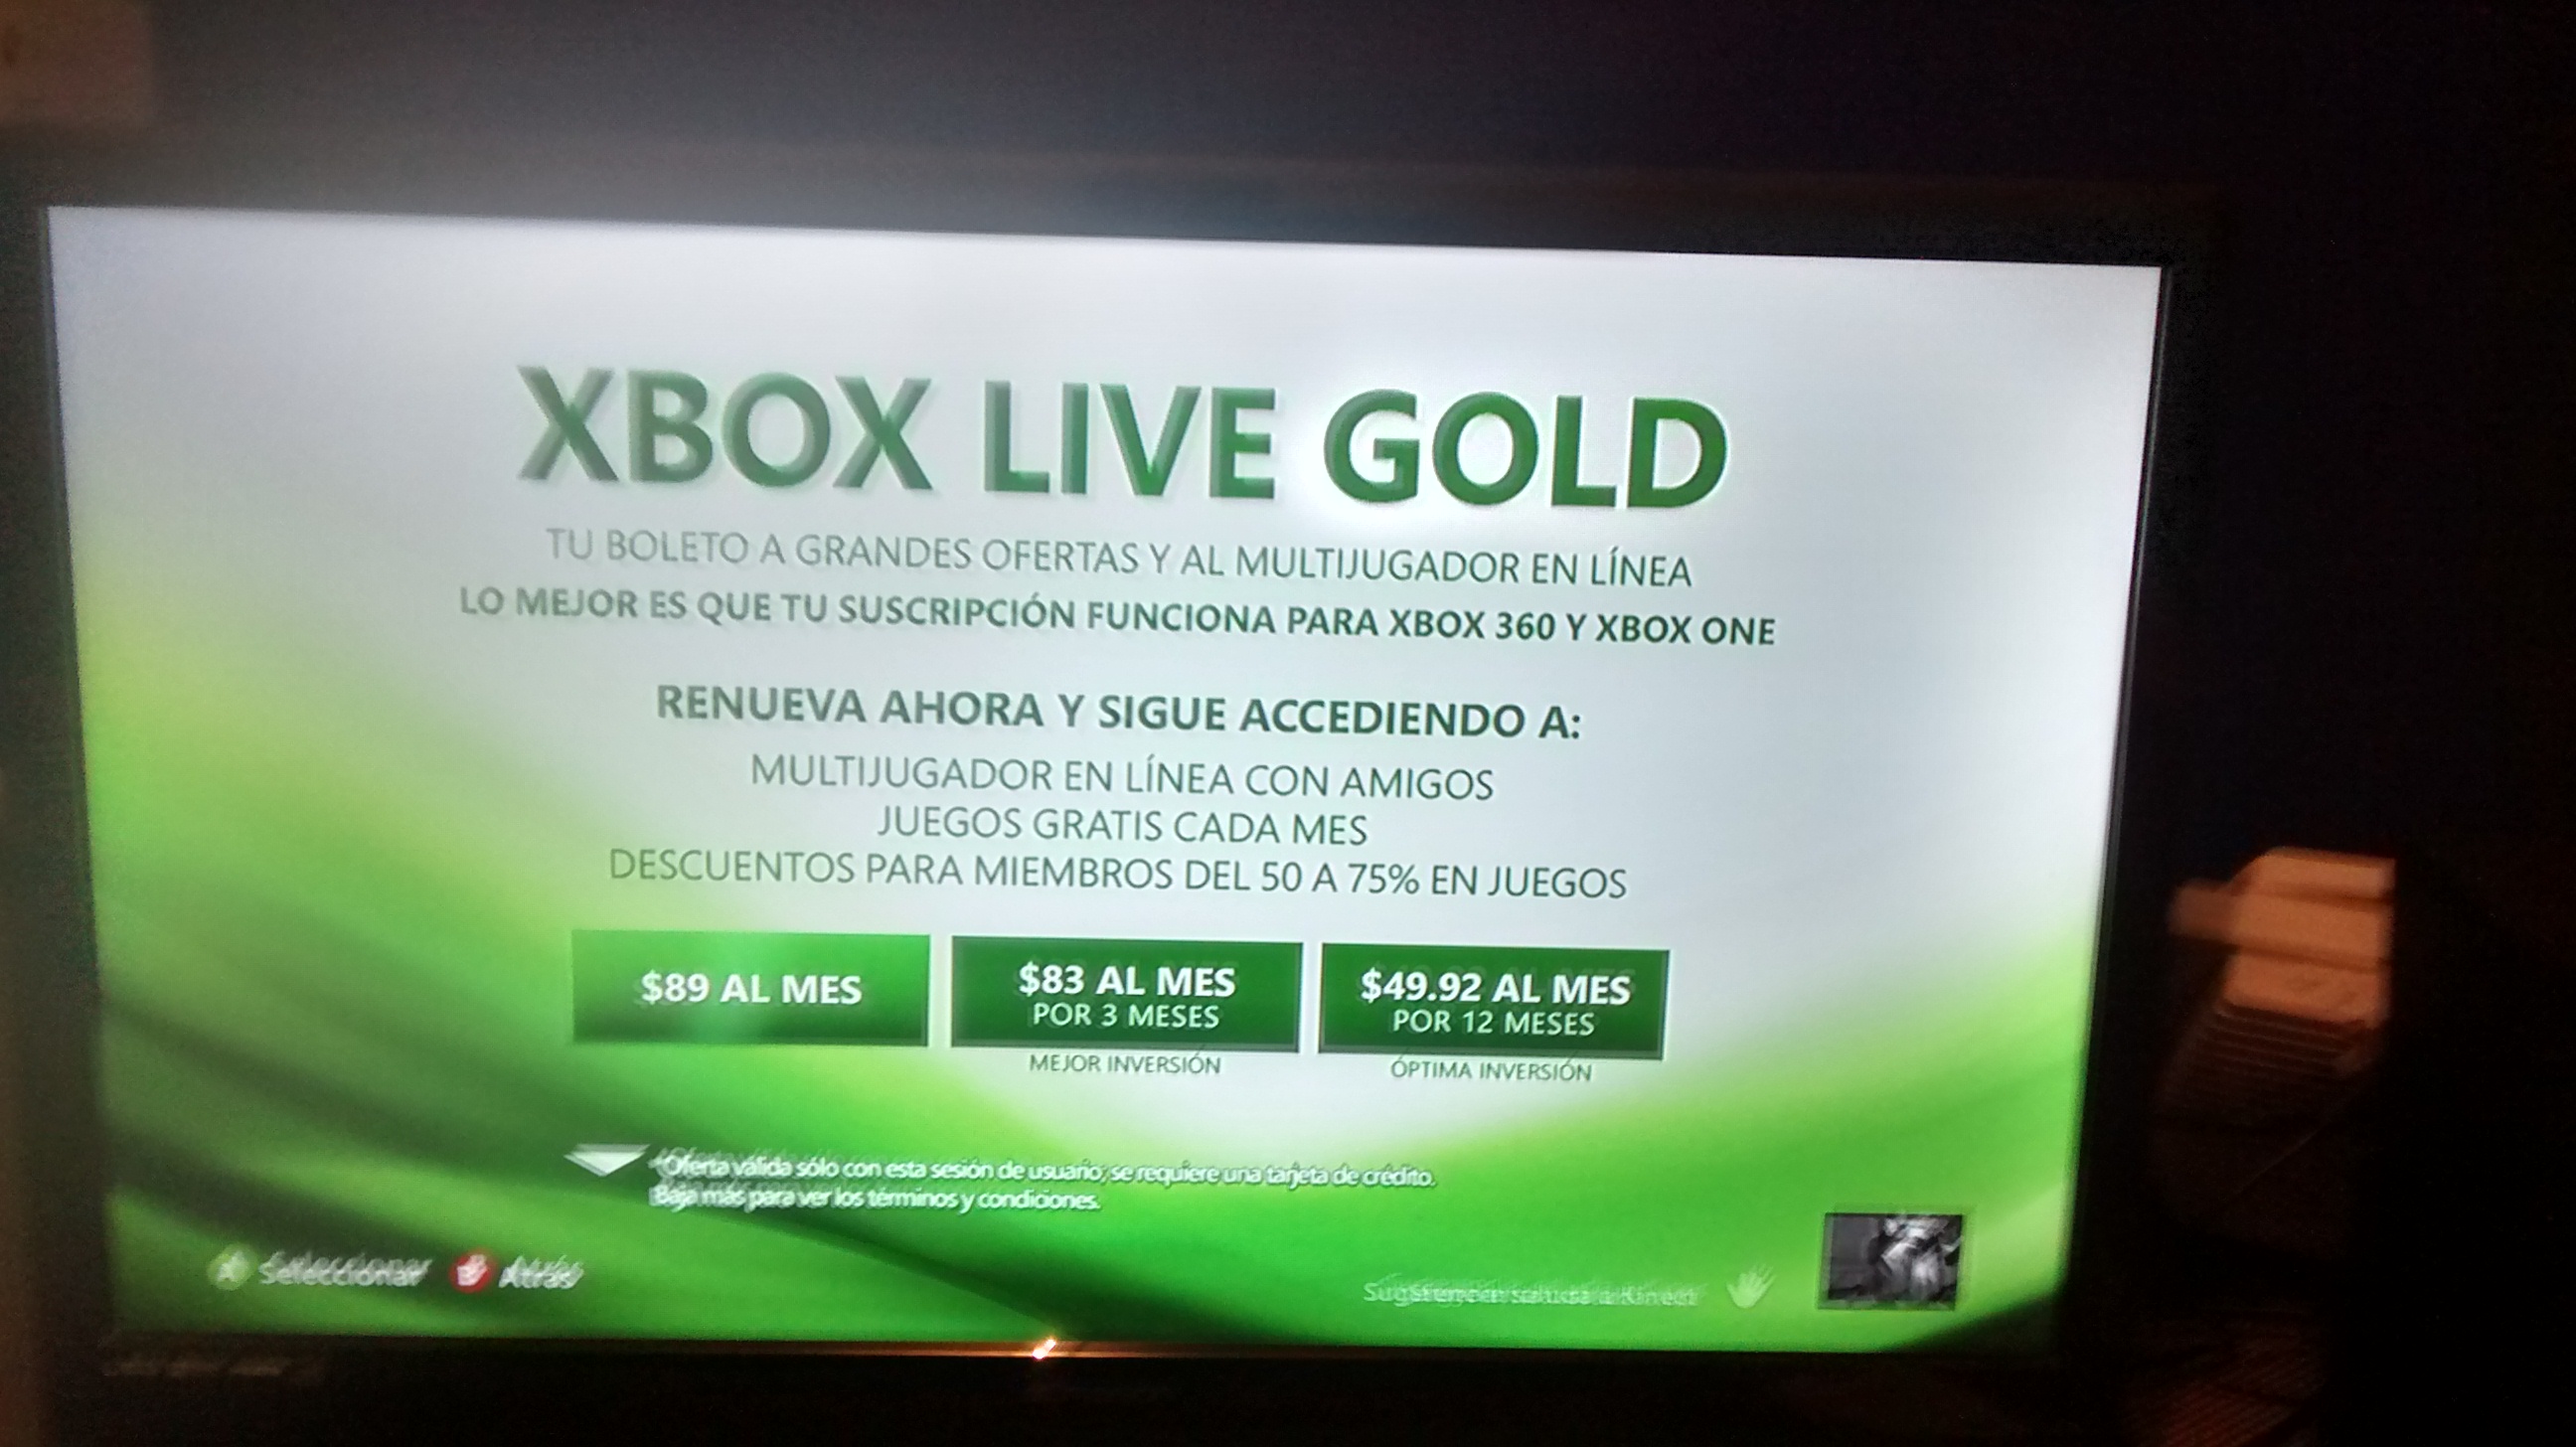 XBOX LIVE GOLD
TU BOLETO A GRANDES OFERTAS Y AL MULTIJUGADOR EN LÍNEA
LO MEJOR ES QUE TU SUSCRIPCIÓN FUNCIONA PARA XBOX 360 Y XBOX ONE
RENUEVA AHORA Y SIGUE ACCEDIENDO A:
MULTIJUGADOR EN LÍNEA CON AMIGOS
JUEGOS GRATIS CADA MES
DESCUENTOS PARA MIEMBROS DEL 50 A 75% EN JUEGOS
$89 AL MES
$83 AL MES
POR 3 MESES
MEJOR INVERSIÓN
$49.92 AL MES
POR 12 MESES
ÓPTIMA INVERSIÓN
*Oferta válida sólo con esta sesión de usuario; se requiere una tarjeta de crédito.
Baja más para ver los términos y condiciones.
A Seleccionar B Atrás
Kinect